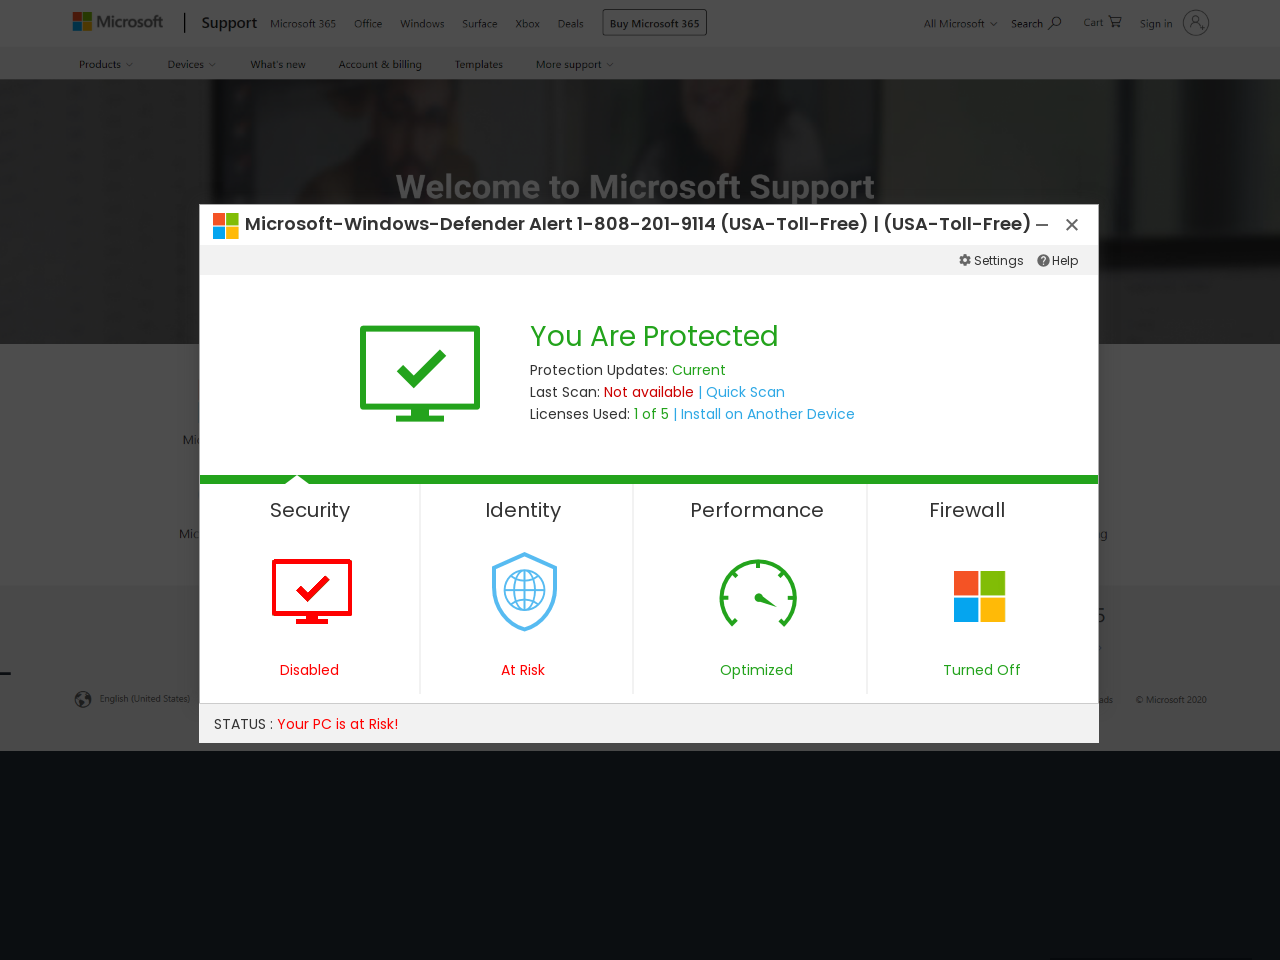 Microsoft Support Microsoft 365 Office Windows Surface Xbox Deals Buy Microsoft 365 All Microsoft Search Cart Sign in
Products Devices What's new Account & billing Templates More support
Welcome to Microsoft Support
Microsoft-Windows-Defender Alert 1-808-201-9114 (USA-Toll-Free) | (USA-Toll-Free)
Settings Help
You Are Protected
Protection Updates: Current
Last Scan: Not available | Quick Scan
Licenses Used: 1 of 5 | Install on Another Device
Security Identity Performance Firewall
Disabled At Risk Optimized Turned Off
English (United States) © Microsoft 2020
STATUS : Your PC is at Risk!